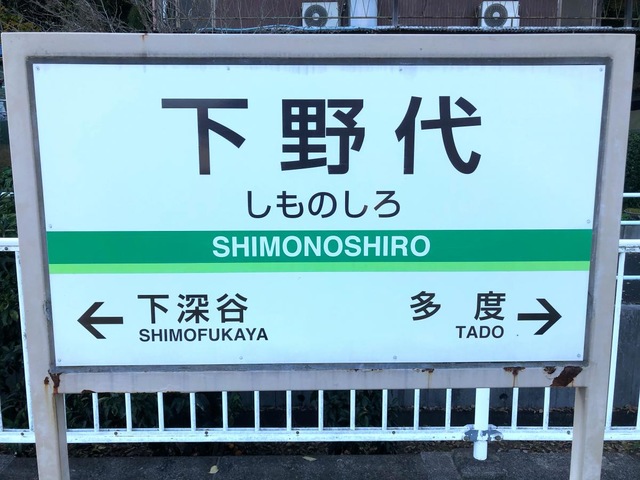 下野代
しものしろ
SHIMONOSHIRO
← 下深谷
SHIMOFUKAYA
多度 →
TADO